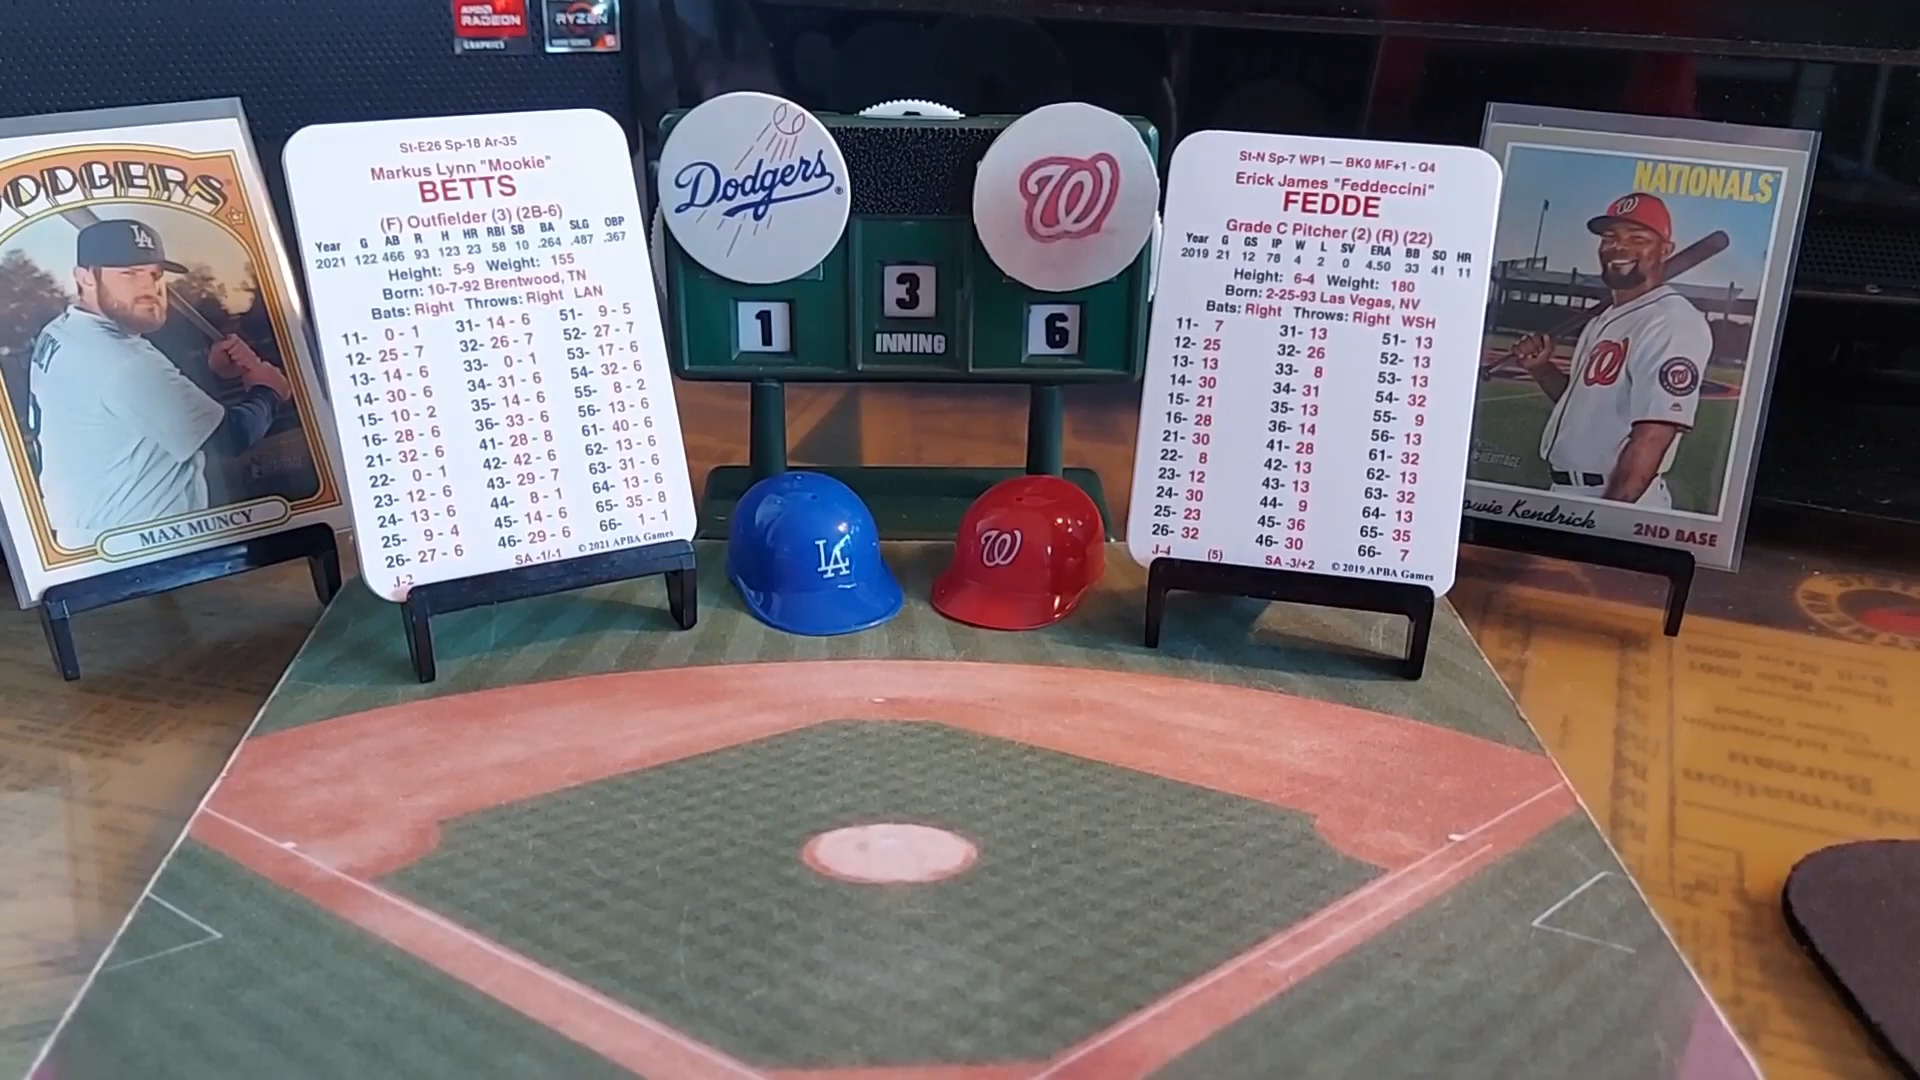 AMD
RADEON
GRAPHICS
RYZEN
DODGERS
MAX MUNCY
St-E26 Sp-18 Ar-35
Markus Lynn "Mookie"
BETTS
(F) Outfielder (3) (2B-6)
Year G AB R H HR RBI SB BA SLG OBP
2021 122 466 93 123 23 58 10 .264 .487 .367
Height: 5-9 Weight: 155
Born: 10-7-92 Brentwood, TN
Bats: Right Throws: Right LAN
11- 0 - 1 31- 14 - 6 51- 9 - 5
12- 25 - 7 32- 26 - 7 52- 27 - 7
13- 14 - 6 33- 0 - 1 53- 17 - 6
14- 30 - 6 34- 31 - 6 54- 32 - 6
15- 10 - 2 35- 14 - 6 55- 8 - 2
16- 28 - 6 36- 33 - 6 56- 13 - 6
21- 32 - 6 41- 28 - 8 61- 40 - 6
22- 0 - 1 42- 42 - 6 62- 13 - 6
23- 12 - 6 43- 29 - 7 63- 31 - 6
24- 13 - 6 44- 8 - 1 64- 13 - 6
25- 9 - 4 45- 14 - 6 65- 35 - 8
26- 27 - 6 46- 29 - 6 66- 1 - 1
J-2 SA -1/-1 © 2021 APBA Games
Dodgers
W
1
3
6
INNING
LA
W
St-N Sp-7 WP1 — BK0 MF+1 - Q4
Erick James "Feddeccini"
FEDDE
Grade C Pitcher (2) (R) (22)
Year G GS IP W L SV ERA BB SO HR
2019 21 12 78 4 2 0 4.50 33 41 11
Height: 6-4 Weight: 180
Born: 2-25-93 Las Vegas, NV
Bats: Right Throws: Right WSH
11- 7 31- 13 51- 13
12- 25 32- 26 52- 13
13- 13 33- 8 53- 13
14- 30 34- 31 54- 32
15- 21 35- 13 55- 9
16- 28 36- 14 56- 13
21- 30 41- 28 61- 32
22- 8 42- 13 62- 13
23- 12 43- 13 63- 32
24- 30 44- 9 64- 13
25- 23 45- 36 65- 35
26- 32 46- 30 66- 7
J-4 (5) SA -3/+2 © 2019 APBA Games
NATIONALS
Kendrick
2ND BASE
Information
Bureau